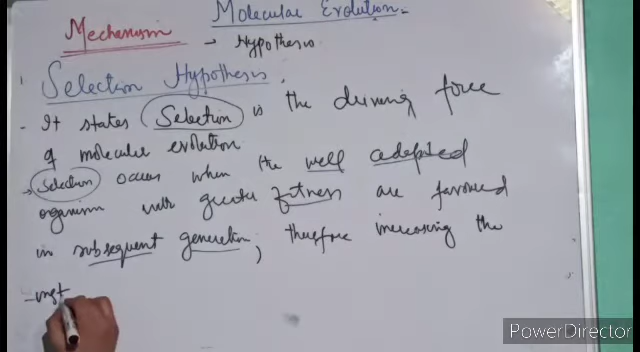 Molecular Evolution.
Mechanism → Hypothesis
Selection Hypothesis.
- It states Selection is the driving force
of molecular evolution
→ Selection occurs when the well adapted
organism with greater fitness are favoured
in subsequent generation, therefore increasing the
PowerDirector